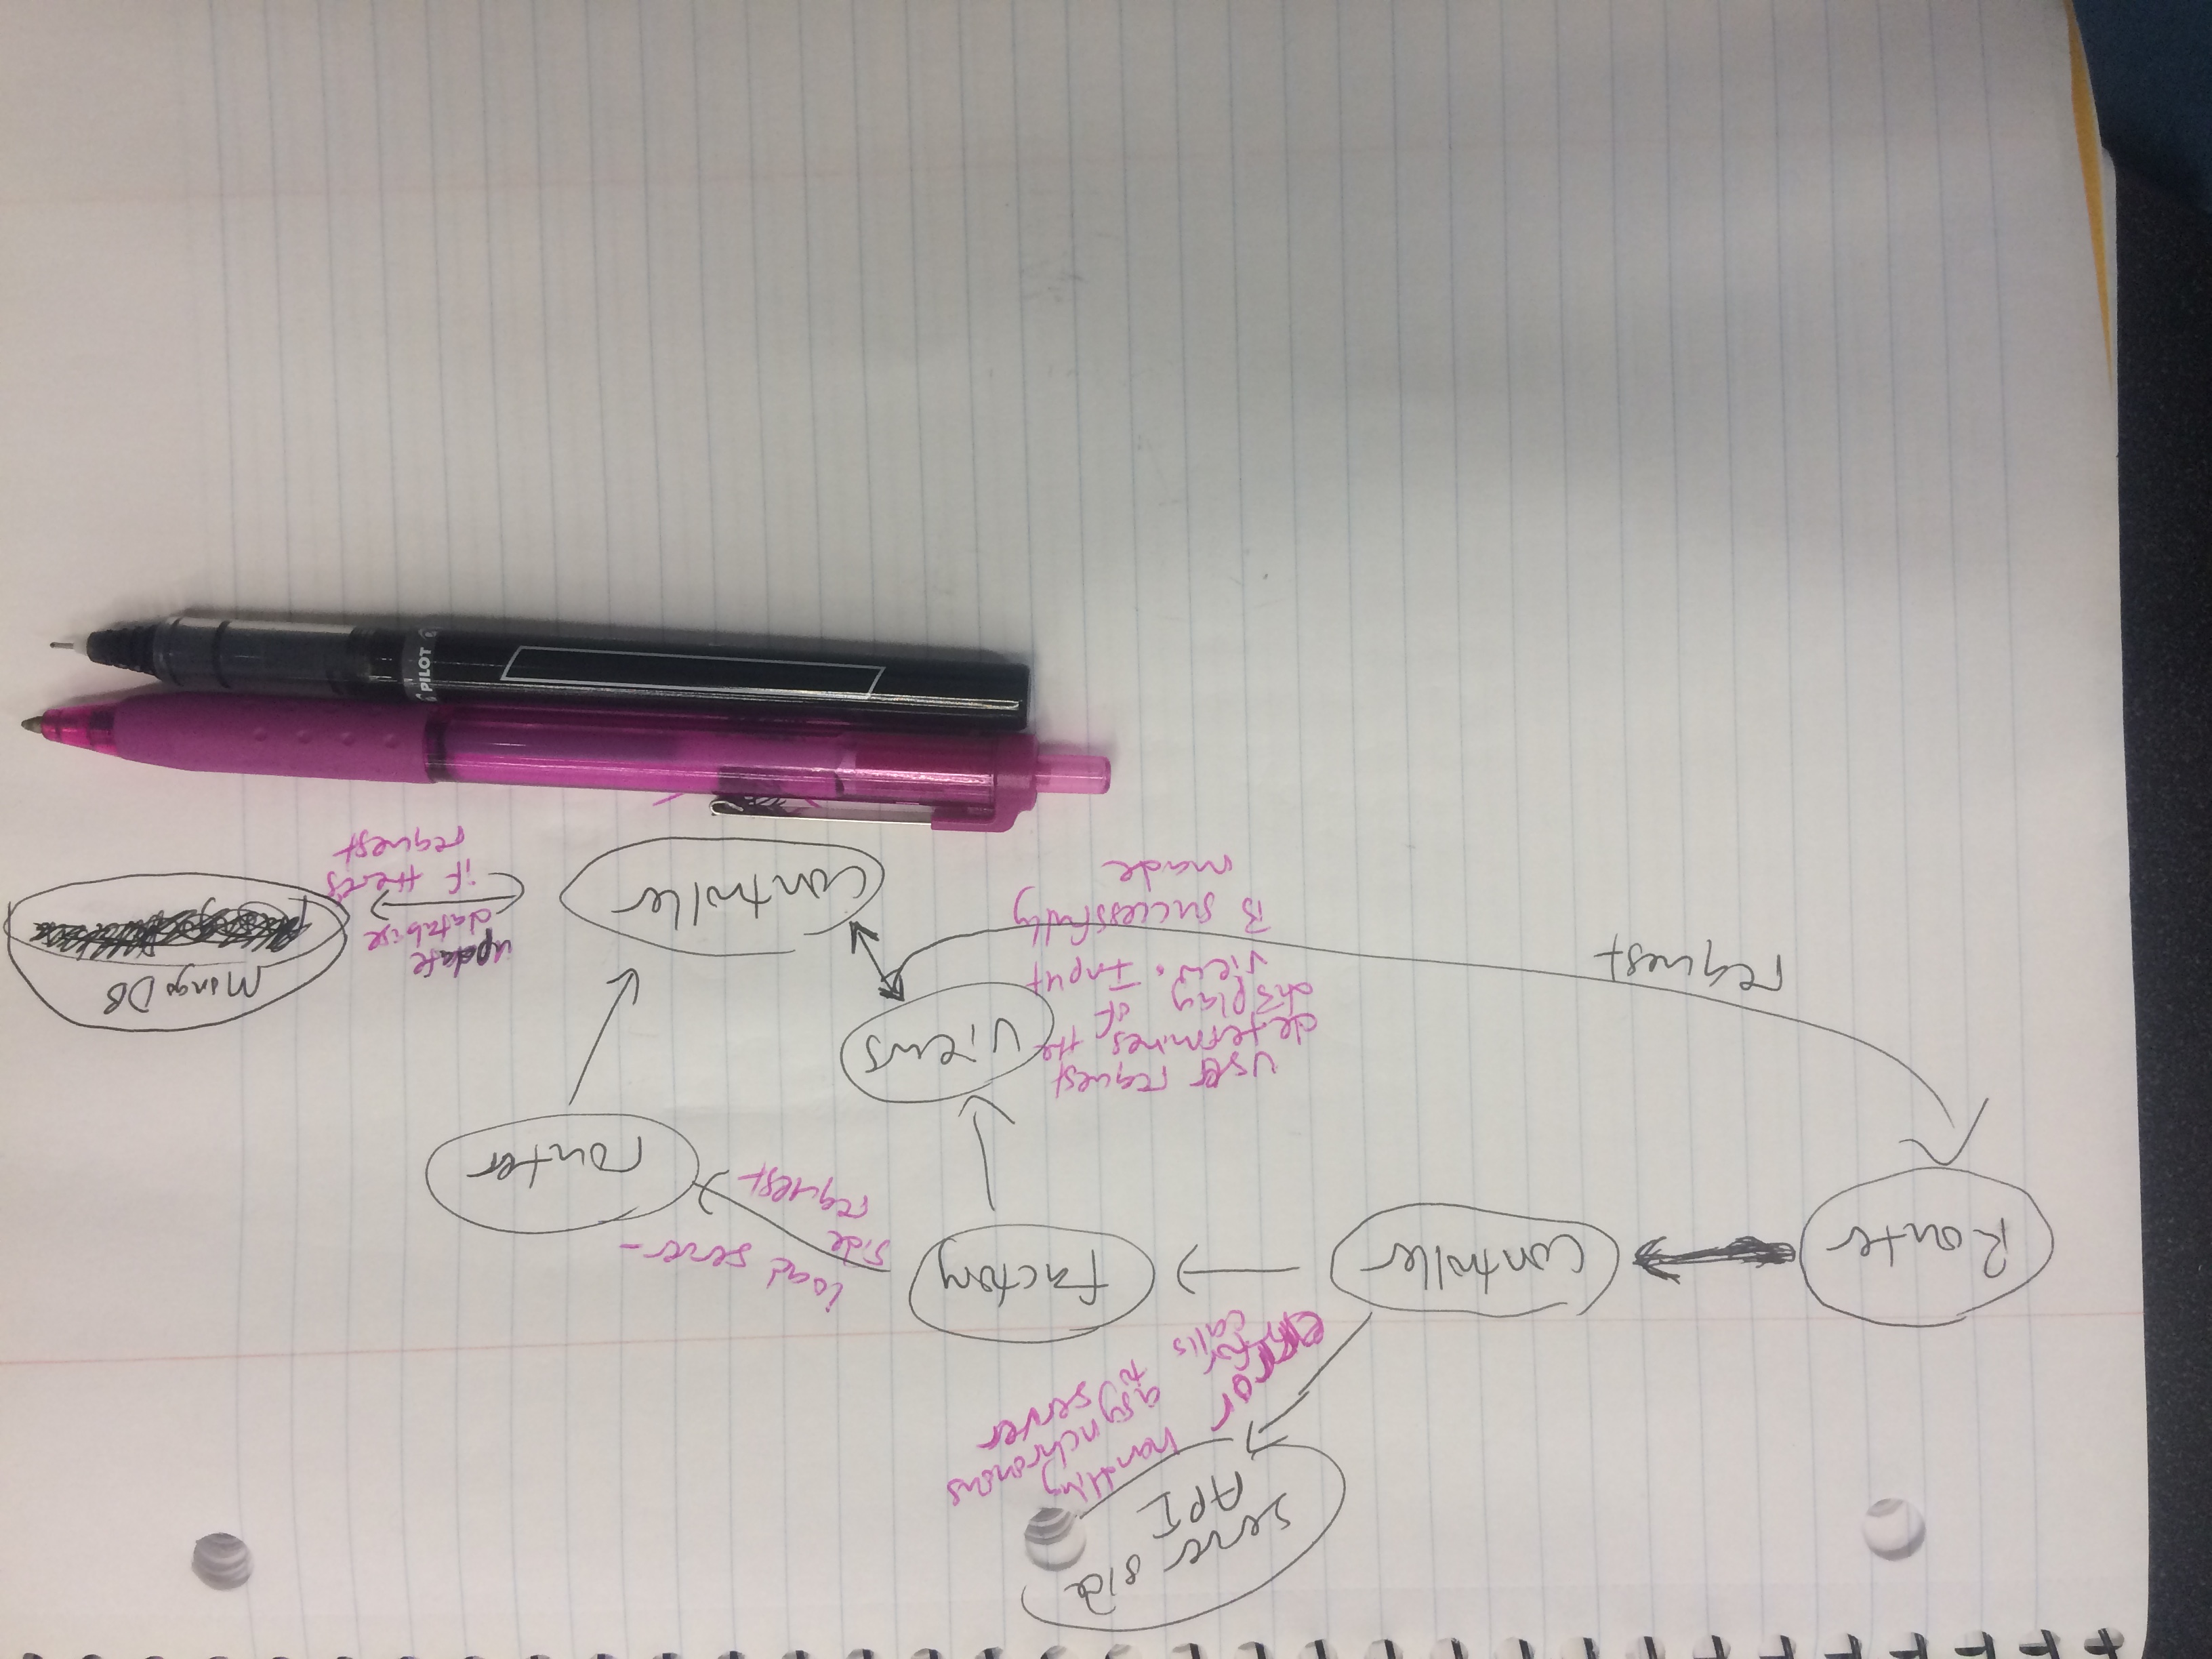 server side
API
error handling
for asynchronous
calls to server
Router
controller
factory
load server-
side
request
router
views
user request
determines the
display of
view. Input
is successfully
made
request
controller
update
database
if there's
request
MongoDB
PILOT